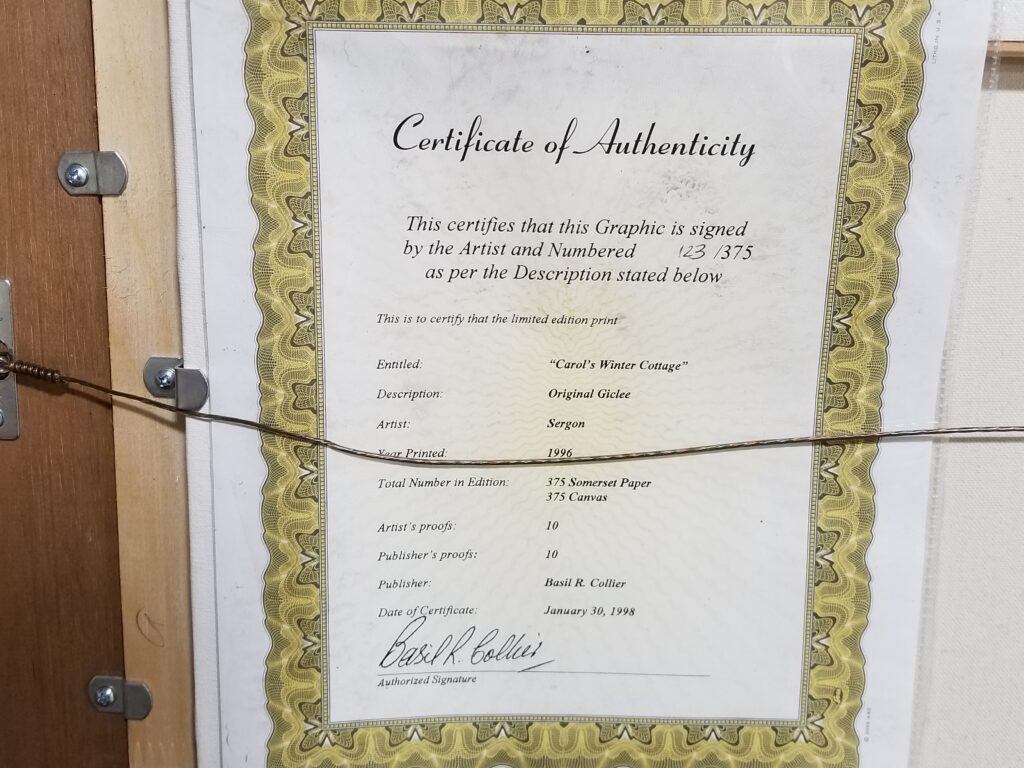 Certificate of Authenticity
This certifies that this Graphic is signed
by the Artist and Numbered 123 /375
as per the Description stated below
This is to certify that the limited edition print
Entitled: "Carol's Winter Cottage"
Description: Original Giclee
Artist: Sergon
Year Printed: 1996
Total Number in Edition: 375 Somerset Paper
375 Canvas
Artist's proofs: 10
Publisher's proofs: 10
Publisher: Basil R. Collier
Date of Certificate: January 30, 1998
Basil R. Collier
Authorized Signature
LITHO IN U.S.A.